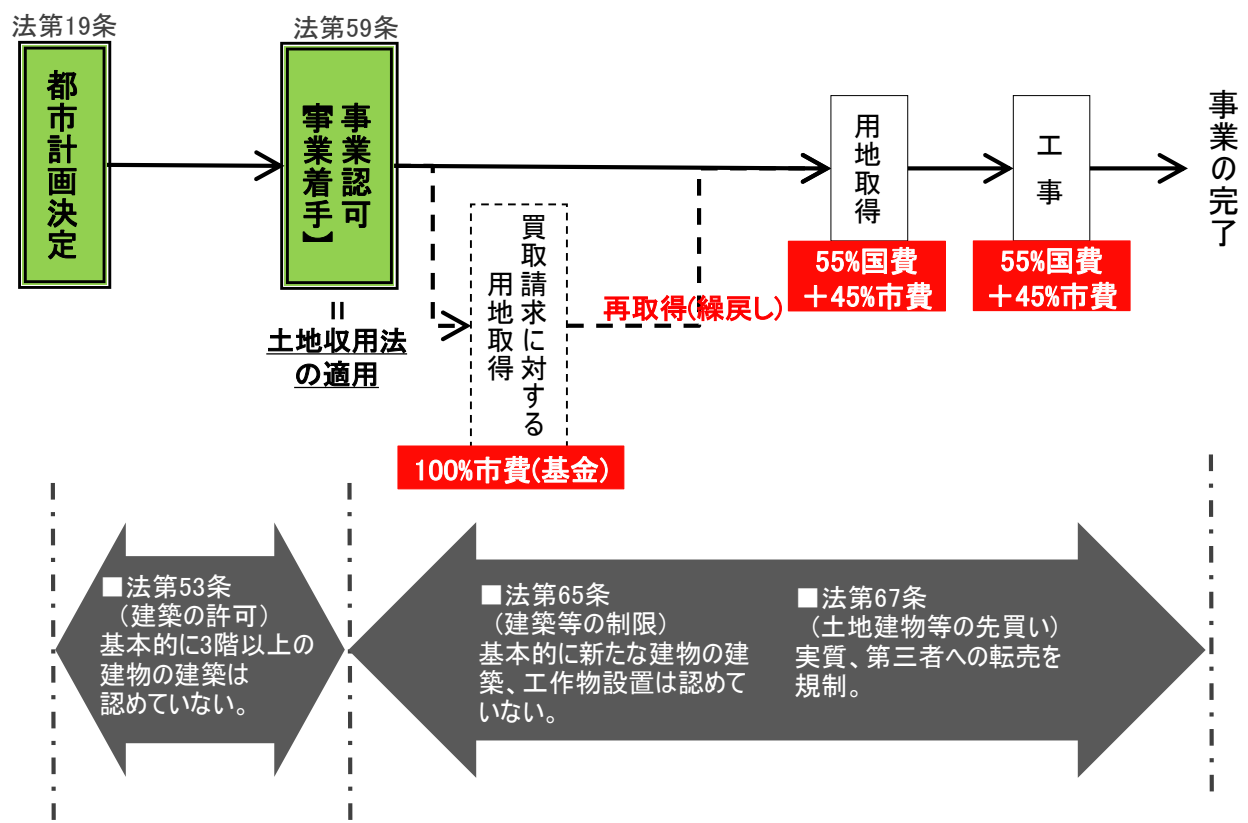 法第19条
都市計画決定
法第59条
事業認可
【事業着手】
＝
土地収用法
の適用
買取請求に対する
用地取得
100%市費(基金)
再取得(繰戻し)
用地取得
55%国費
＋45%市費
工事
55%国費
＋45%市費
事業の完了
■法第53条
（建築の許可）
基本的に3階以上の
建物の建築は
認めていない。
■法第65条
（建築等の制限）
基本的に新たな建物の建
築、工作物設置は認めて
いない。
■法第67条
（土地建物等の先買い）
実質、第三者への転売を
規制。